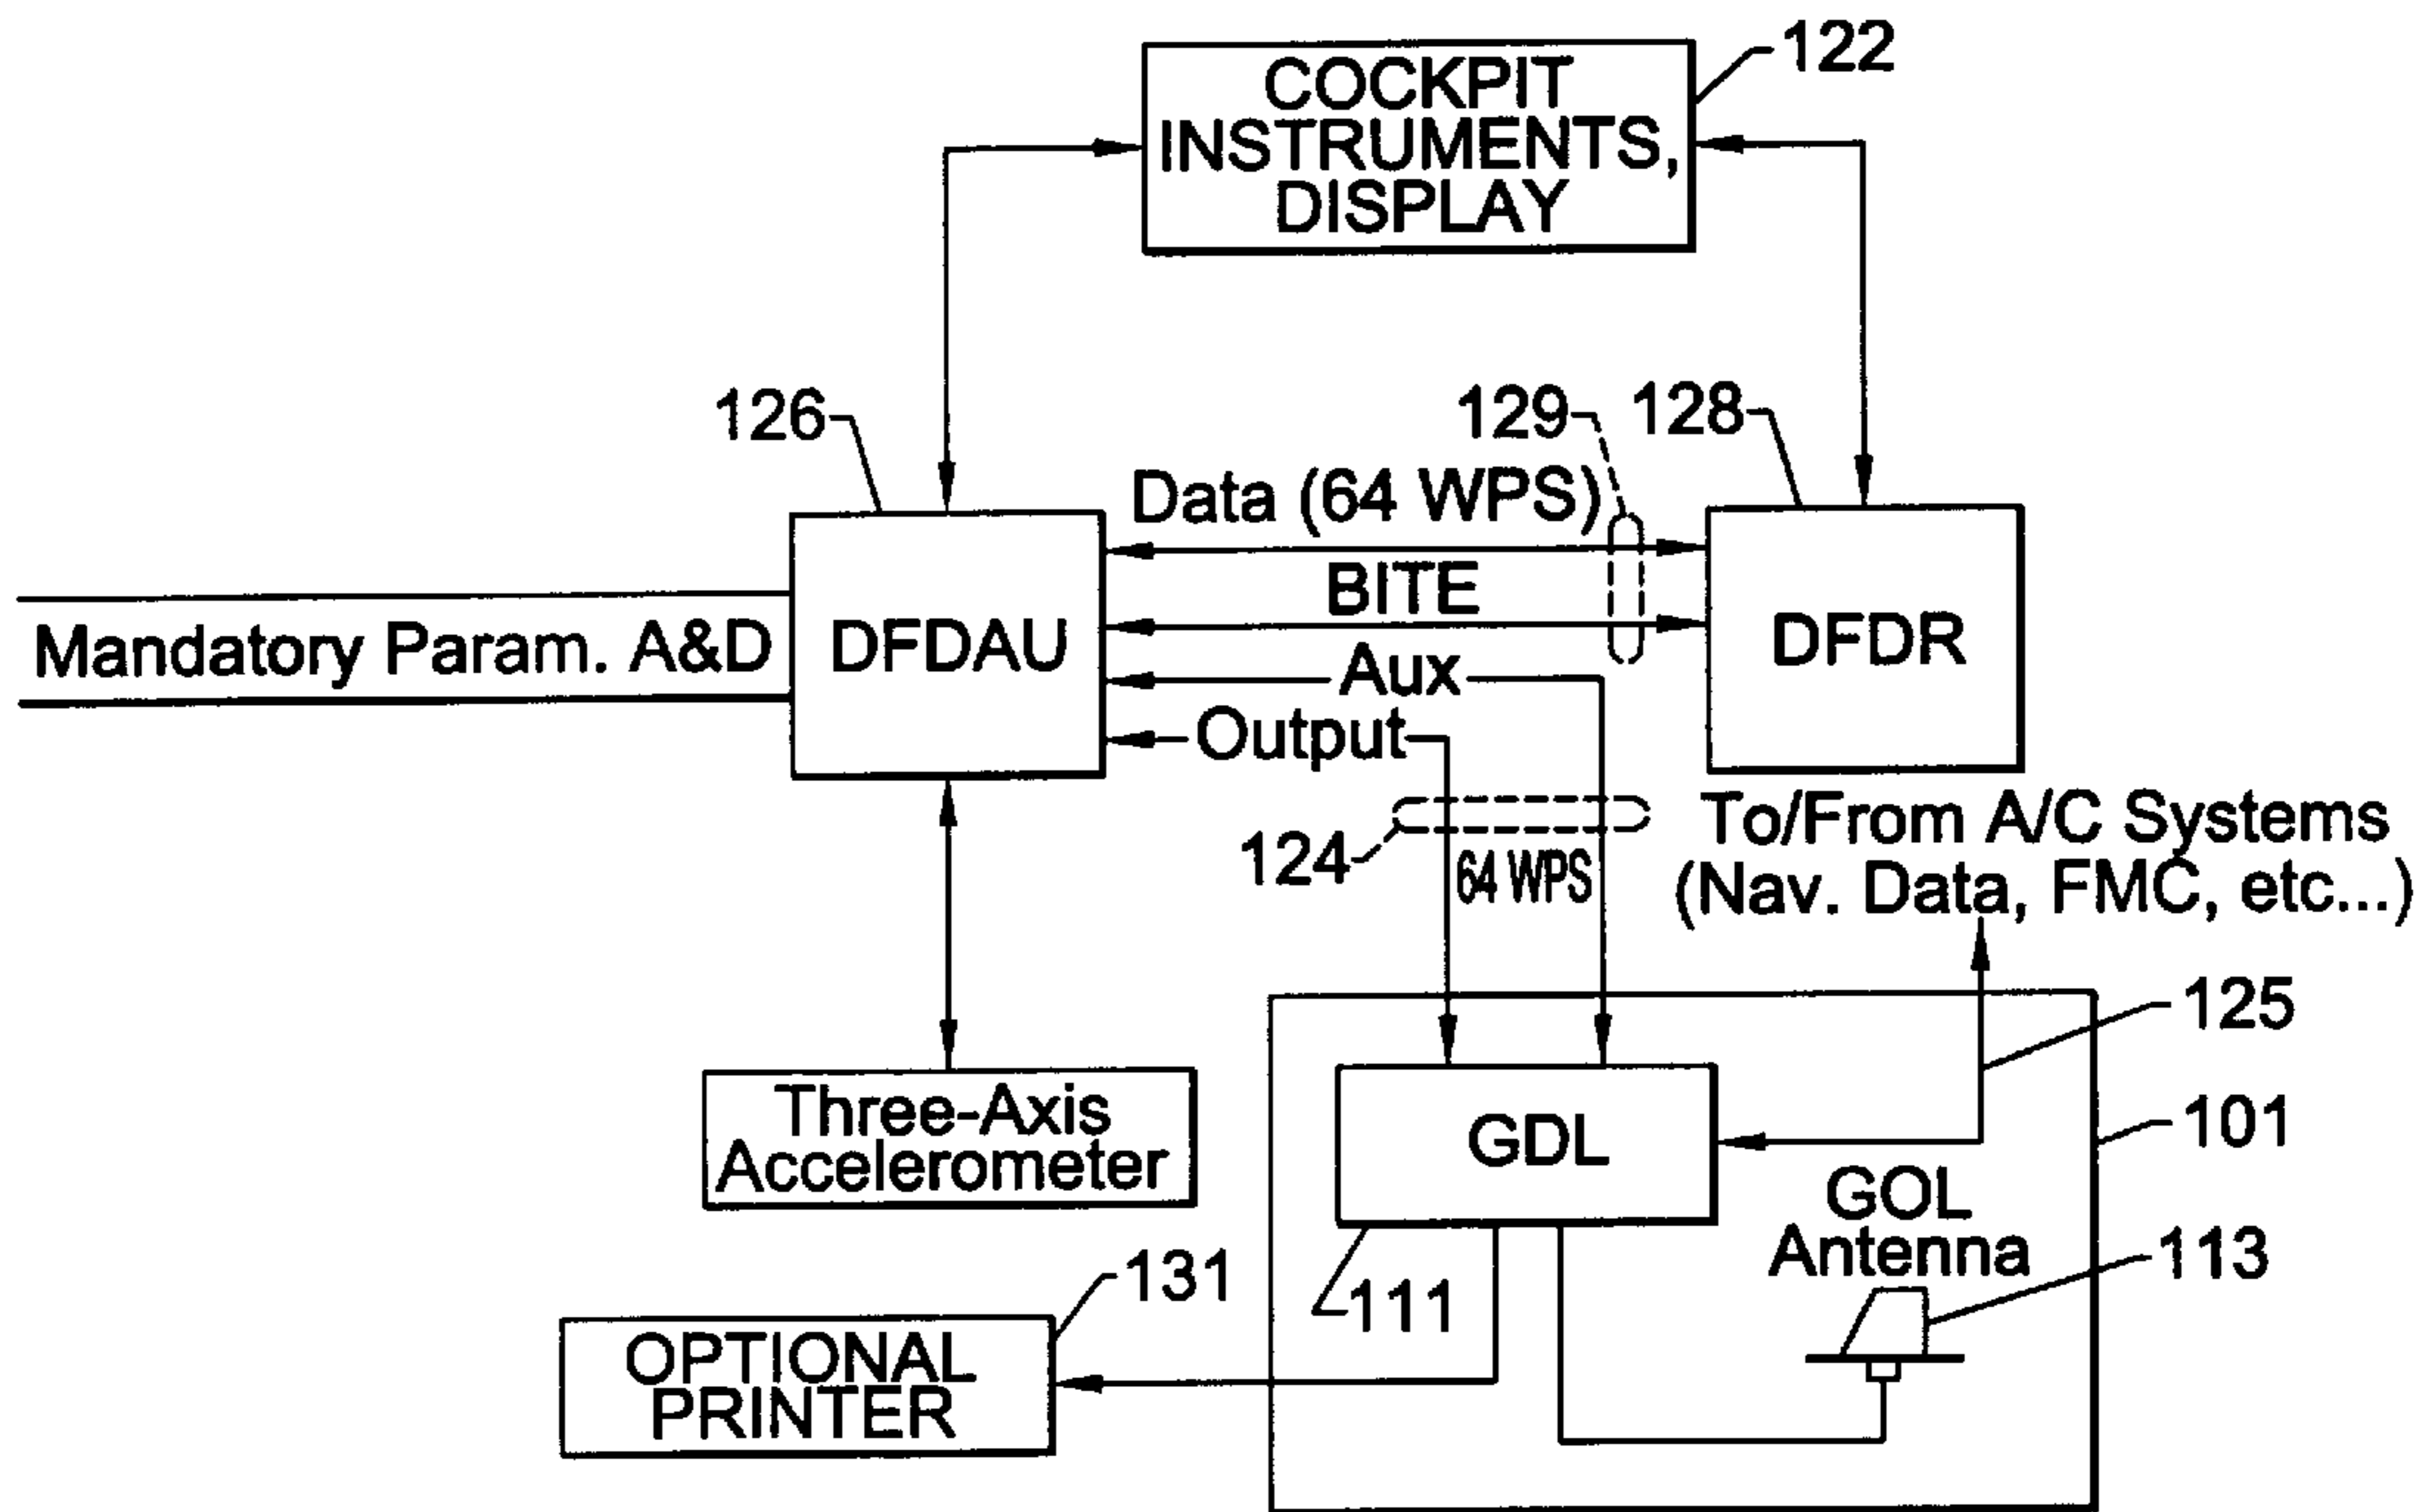 122
COCKPIT
INSTRUMENTS,
DISPLAY
126
129
128
Data (64 WPS)
BITE
Mandatory Param. A&D
DFDAU
DFDR
Aux
Output
124
64 WPS
To/From A/C Systems
(Nav. Data, FMC, etc...)
125
Three-Axis
Accelerometer
GDL
101
GOL
Antenna
113
131
111
OPTIONAL
PRINTER